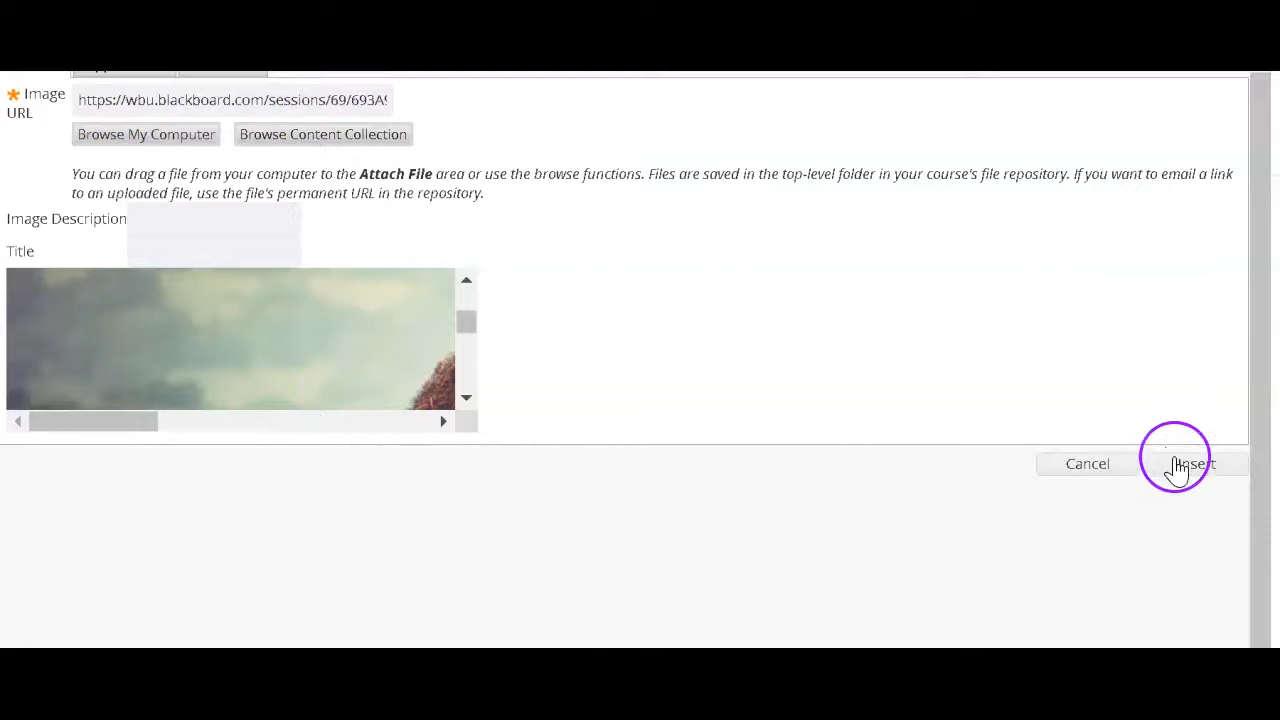 Image
URL
https://wbu.blackboard.com/sessions/69/693A
Browse My Computer Browse Content Collection
You can drag a file from your computer to the Attach File area or use the browse functions. Files are saved in the top-level folder in your course's file repository. If you want to email a link
to an uploaded file, use the file's permanent URL in the repository.
Image Description
Title
Cancel Insert